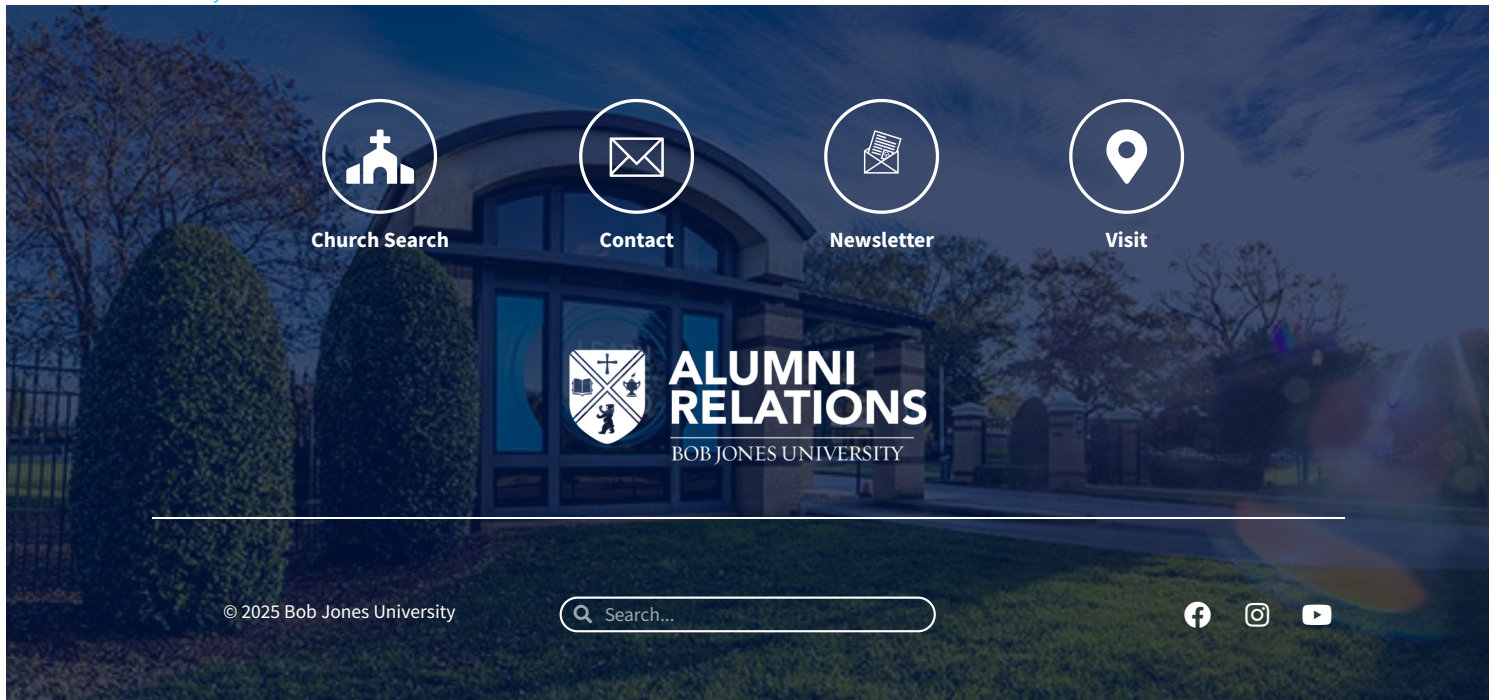 Church Search
Contact
Newsletter
Visit
ALUMNI
RELATIONS
BOB JONES UNIVERSITY
© 2025 Bob Jones University
Search...